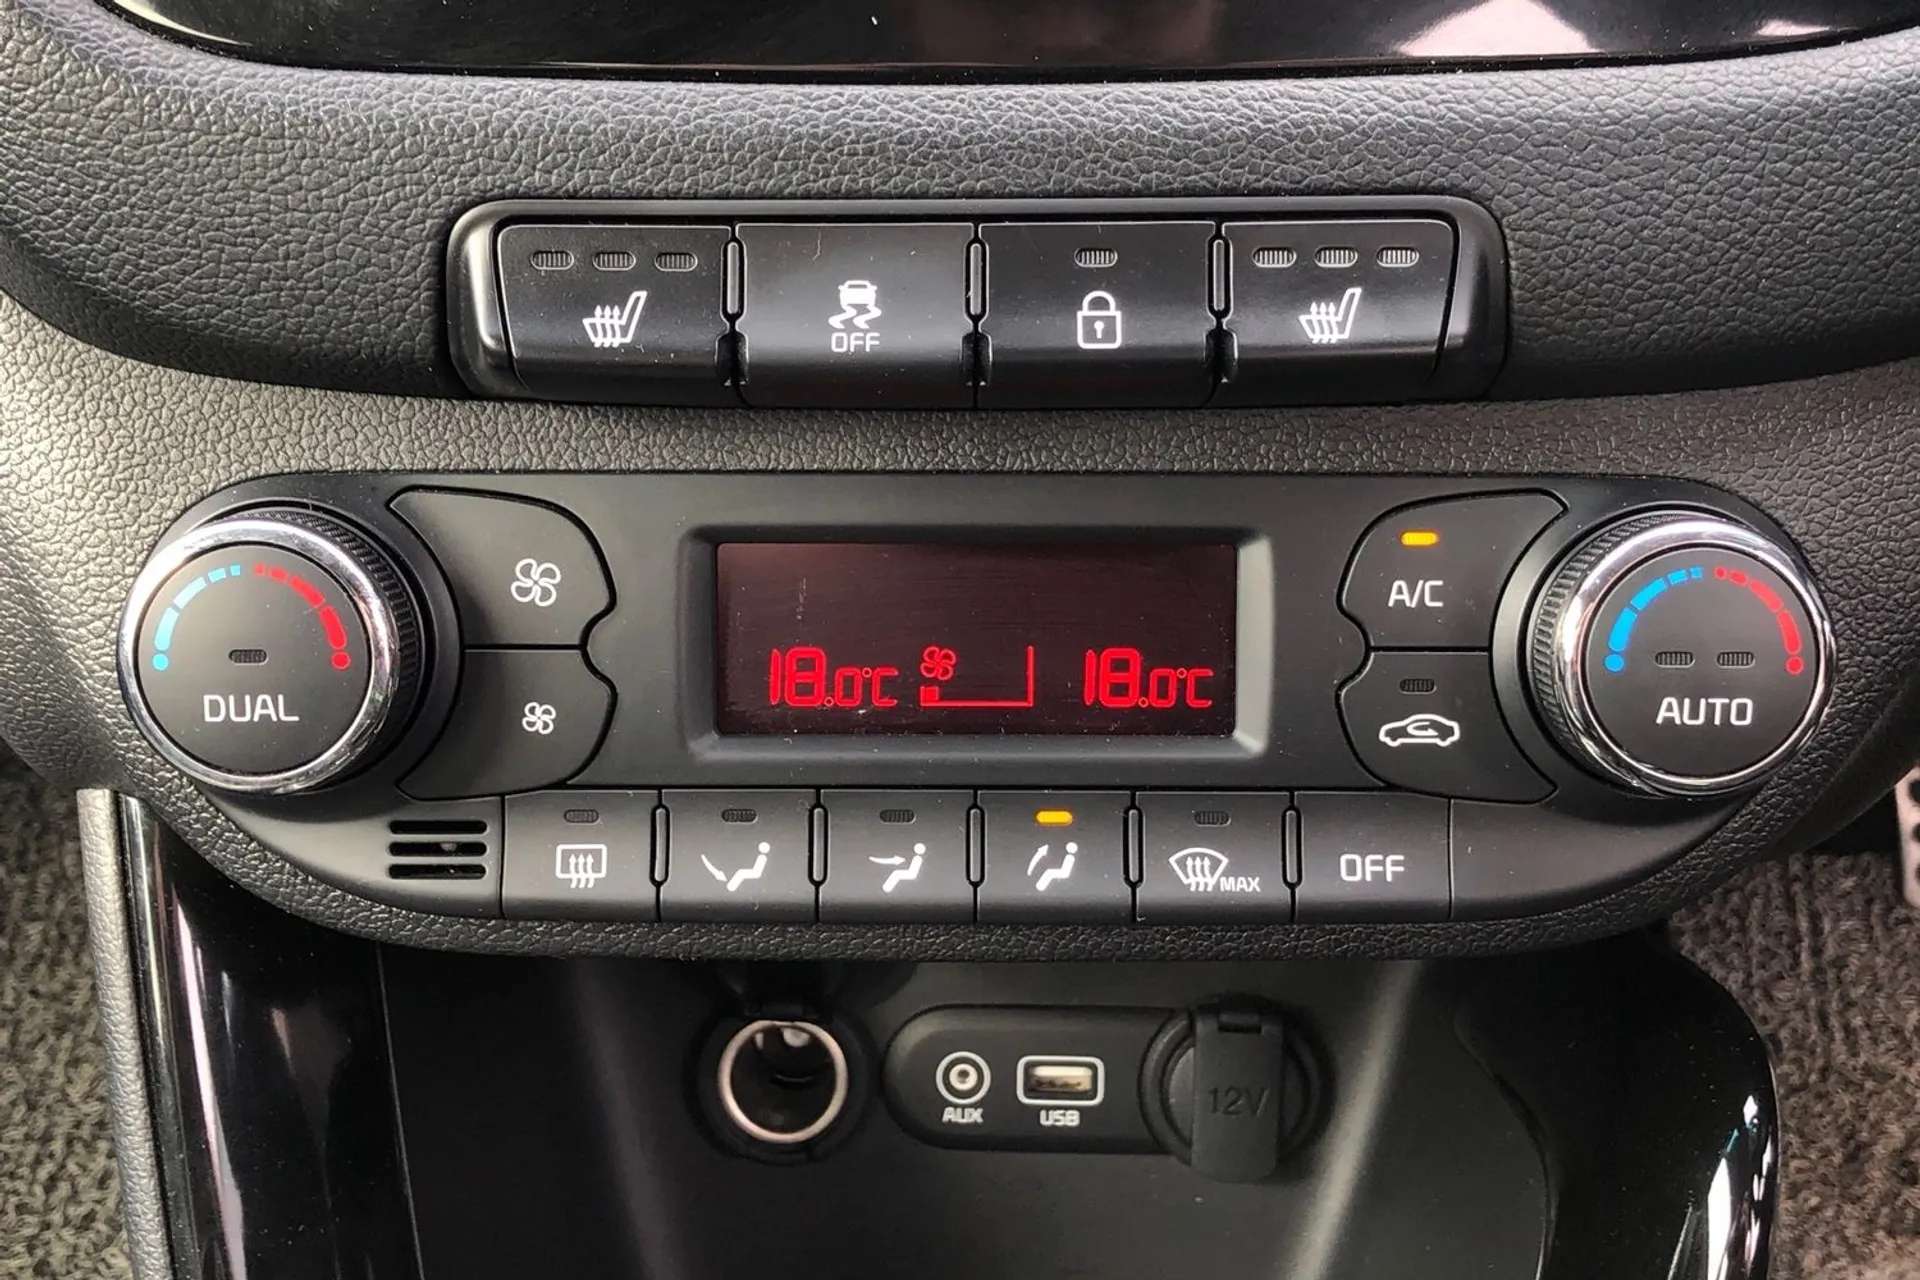 OFF
DUAL
18.0°C 18.0°C
A/C
AUTO
MAX
OFF
AUX
USB
12V